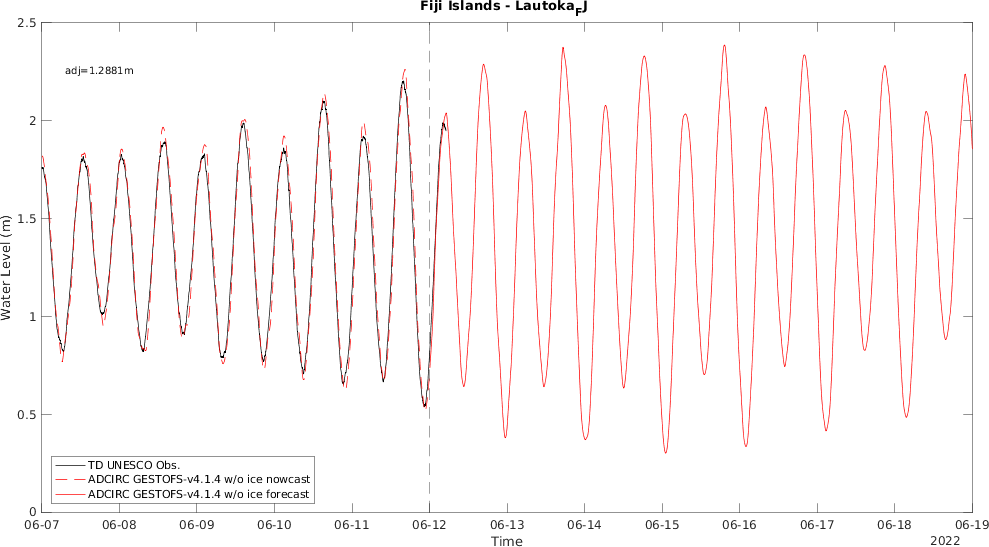 Fiji Islands - Lautoka_FJ
adj=1.2881m
2.5
2
1.5
1
0.5
0
Water Level (m)
TD UNESCO Obs.
ADCIRC GESTOFS-v4.1.4 w/o ice nowcast
ADCIRC GESTOFS-v4.1.4 w/o ice forecast
06-07 06-08 06-09 06-10 06-11 06-12 06-13 06-14 06-15 06-16 06-17 06-18 06-19
Time
2022